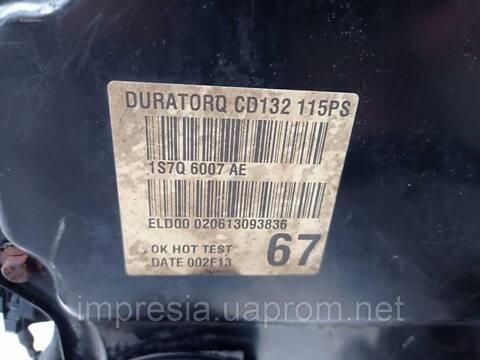 DURATORQ CD132 115PS
1S7Q 6007 AE
ELD00 020613093836
OK HOT TEST
DATE 002F13
67
impresia.uaprom.net